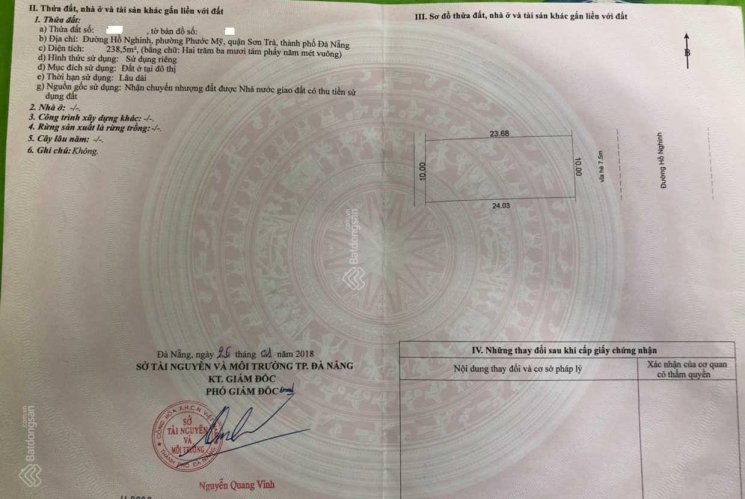 II. Thửa đất, nhà ở và tài sản khác gắn liền với đất
1. Thửa đất:
a) Thửa đất số: , tờ bản đồ số:
b) Địa chỉ: Đường Hồ Nghinh, phường Phước Mỹ, quận Sơn Trà, thành phố Đà Nẵng
c) Diện tích: 238,5m², (bằng chữ: Hai trăm ba mươi tám phẩy năm mét vuông)
d) Hình thức sử dụng: Sử dụng riêng
đ) Mục đích sử dụng: Đất ở tại đô thị
e) Thời hạn sử dụng: Lâu dài
g) Nguồn gốc sử dụng: Nhận chuyển nhượng đất được Nhà nước giao đất có thu tiền sử
dụng đất
2. Nhà ở: -/-.
3. Công trình xây dựng khác: -/-.
4. Rừng sản xuất là rừng trồng: -/-.
5. Cây lâu năm: -/-.
6. Ghi chú: Không.
Đà Nẵng, ngày 25 tháng 01 năm 2018
SỞ TÀI NGUYÊN VÀ MÔI TRƯỜNG TP. ĐÀ NẴNG
KT. GIÁM ĐỐC
PHÓ GIÁM ĐỐC
SỞ
TÀI NGUYÊN
VÀ
MÔI TRƯỜNG
THÀNH PHỐ ĐÀ NẴNG
Nguyễn Quang Vinh
III. Sơ đồ thửa đất, nhà ở và tài sản khác gắn liền với đất
B
23.68
10.00
10.00
24.03
vỉa hè 7.5m
Đường Hồ Nghinh
IV. Những thay đổi sau khi cấp giấy chứng nhận
Nội dung thay đổi và cơ sở pháp lý
Xác nhận của cơ quan
có thẩm quyền
Batdongsan.com.vn
Batdongsan.com.vn